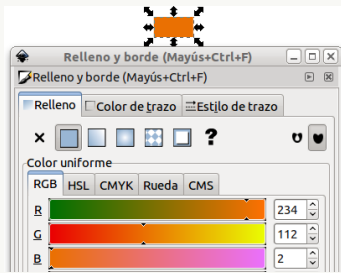 Relleno y borde (Mayús+Ctrl+F)
Relleno y borde (Mayús+Ctrl+F)
Relleno Color de trazo Estilo de trazo
?
Color uniforme
RGB HSL CMYK Rueda CMS
R 234
G 112
B 2